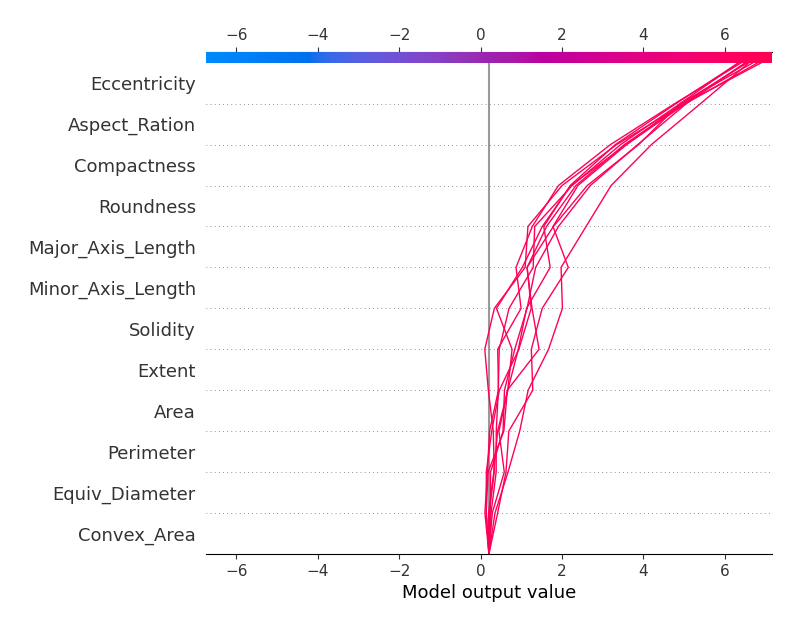 −6 −4 −2 0 2 4 6
Eccentricity
Aspect_Ration
Compactness
Roundness
Major_Axis_Length
Minor_Axis_Length
Solidity
Extent
Area
Perimeter
Equiv_Diameter
Convex_Area
−6 −4 −2 0 2 4 6
Model output value